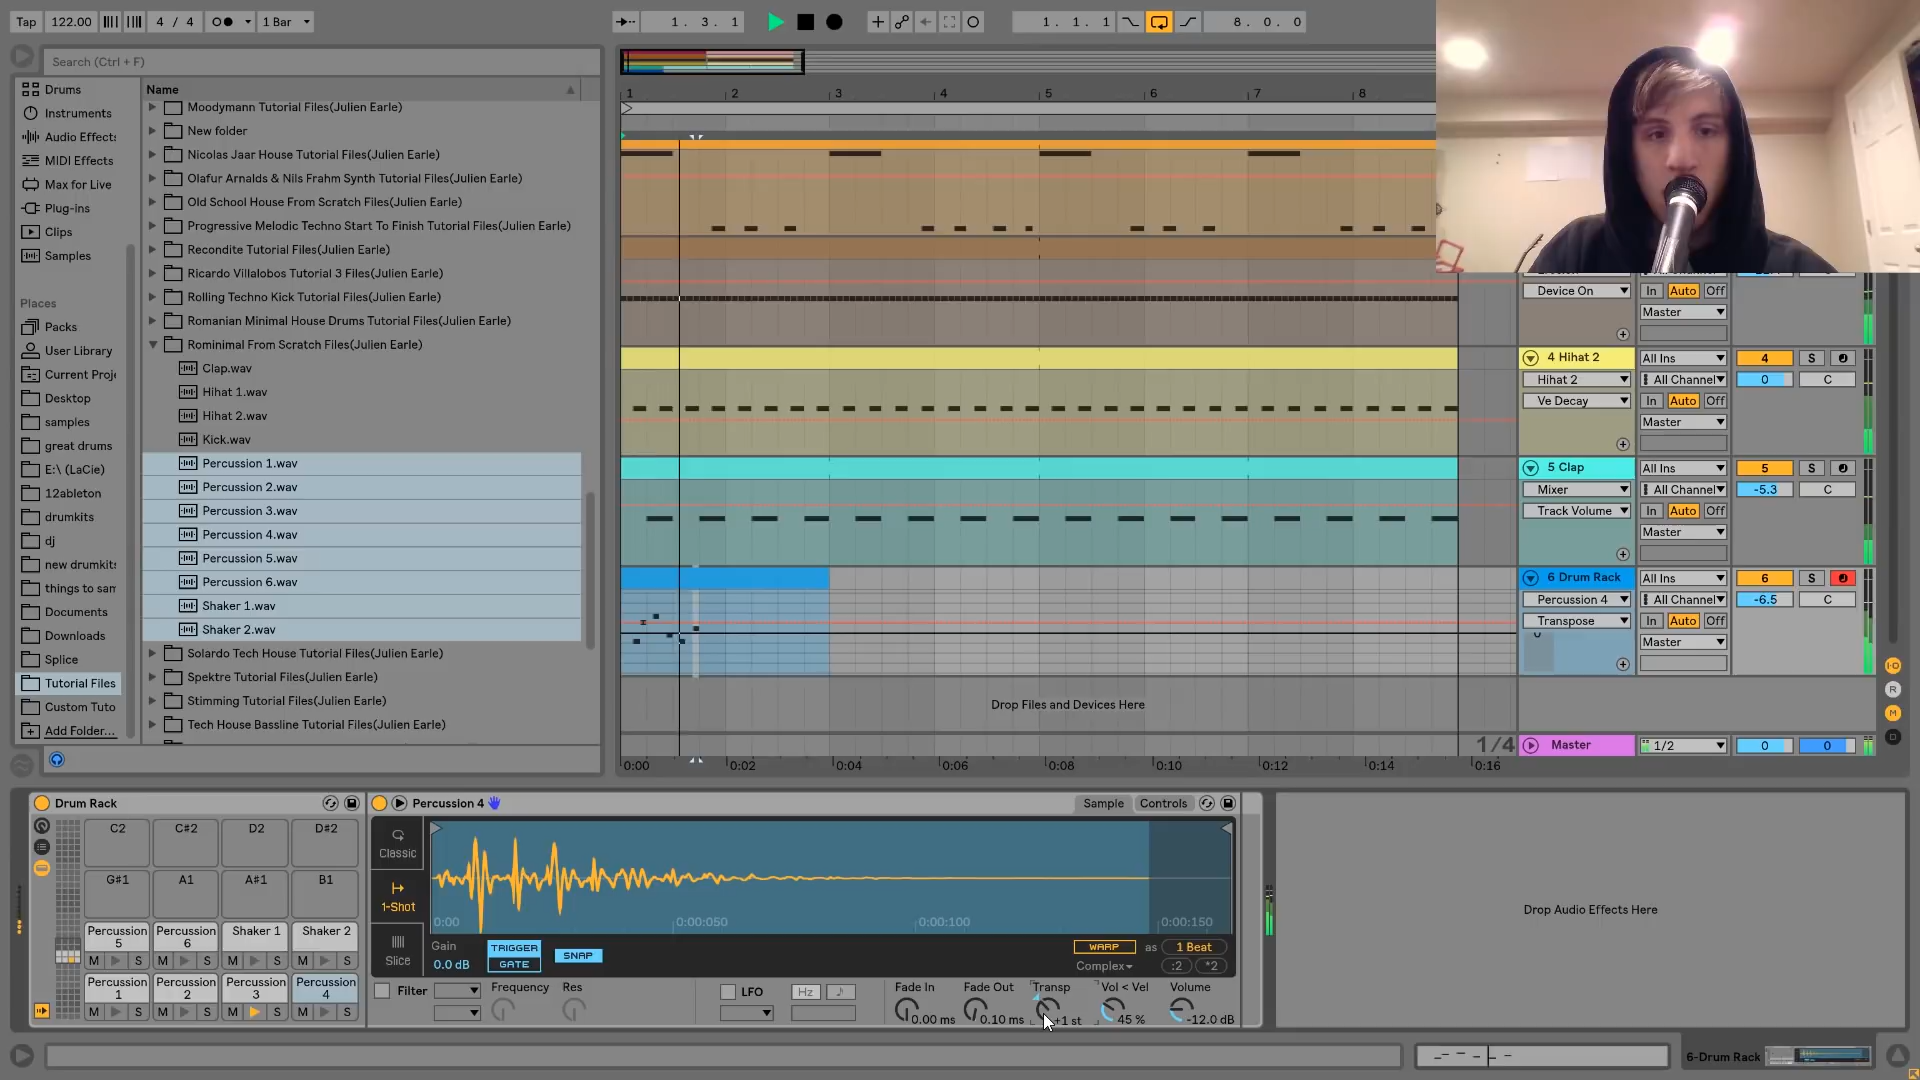 Tap 122.00 4 / 4 1 Bar 1. 3. 1 1. 1. 1 8. 0. 0
Search (Ctrl + F)
Drums
Instruments
Audio Effects
MIDI Effects
Max for Live
Plug-ins
Clips
Samples
Places
Packs
User Library
Current Proj
Desktop
samples
great drums
E:\ (LaCie)
12ableton
drumkits
dj
new drumkits
things to sam
Documents
Downloads
Splice
Tutorial Files
Custom Tuto
Add Folder...
Name
Moodymann Tutorial Files(Julien Earle)
New folder
Nicolas Jaar House Tutorial Files(Julien Earle)
Olafur Arnalds & Nils Frahm Synth Tutorial Files(Julien Earle)
Old School House From Scratch Files(Julien Earle)
Progressive Melodic Techno Start To Finish Tutorial Files(Julien Earle)
Recondite Tutorial Files(Julien Earle)
Ricardo Villalobos Tutorial 3 Files(Julien Earle)
Rolling Techno Kick Tutorial Files(Julien Earle)
Romanian Minimal House Drums Tutorial Files(Julien Earle)
Rominimal From Scratch Files(Julien Earle)
Clap.wav
Hihat 1.wav
Hihat 2.wav
Kick.wav
Percussion 1.wav
Percussion 2.wav
Percussion 3.wav
Percussion 4.wav
Percussion 5.wav
Percussion 6.wav
Shaker 1.wav
Shaker 2.wav
Solardo Tech House Tutorial Files(Julien Earle)
Spektre Tutorial Files(Julien Earle)
Stimming Tutorial Files(Julien Earle)
Tech House Bassline Tutorial Files(Julien Earle)
1 2 3 4 5 6 7 8
Device On In Auto Off
Master
4 Hihat 2 All Ins 4 S
Hihat 2 All Channel 0 C
Ve Decay In Auto Off
Master
5 Clap All Ins 5 S
Mixer All Channel -5.3 C
Track Volume In Auto Off
Master
6 Drum Rack All Ins 6 S
Percussion 4 All Channel -6.5 C
Transpose In Auto Off
Master
Drop Files and Devices Here
1/4 Master 1/2 0 0
0:00 0:02 0:04 0:06 0:08 0:10 0:12 0:14 0:16
R
M
D
Drum Rack
C2 C#2 D2 D#2
G#1 A1 A#1 B1
Percussion 5 Percussion 6 Shaker 1 Shaker 2
M S M S M S M S
Percussion 1 Percussion 2 Percussion 3 Percussion 4
M S M S M S M S
Percussion 4 Sample Controls
Classic
1-Shot
Slice
0:00 0:00:050 0:00:100 0:00:150
Gain TRIGGER SNAP WARP as 1 Beat
0.0 dB GATE Complex :2 *2
Filter Frequency Res LFO Hz Fade In Fade Out Transp Vol < Vel Volume
0.00 ms 0.10 ms +1 st 45 % -12.0 dB
Drop Audio Effects Here
6-Drum Rack